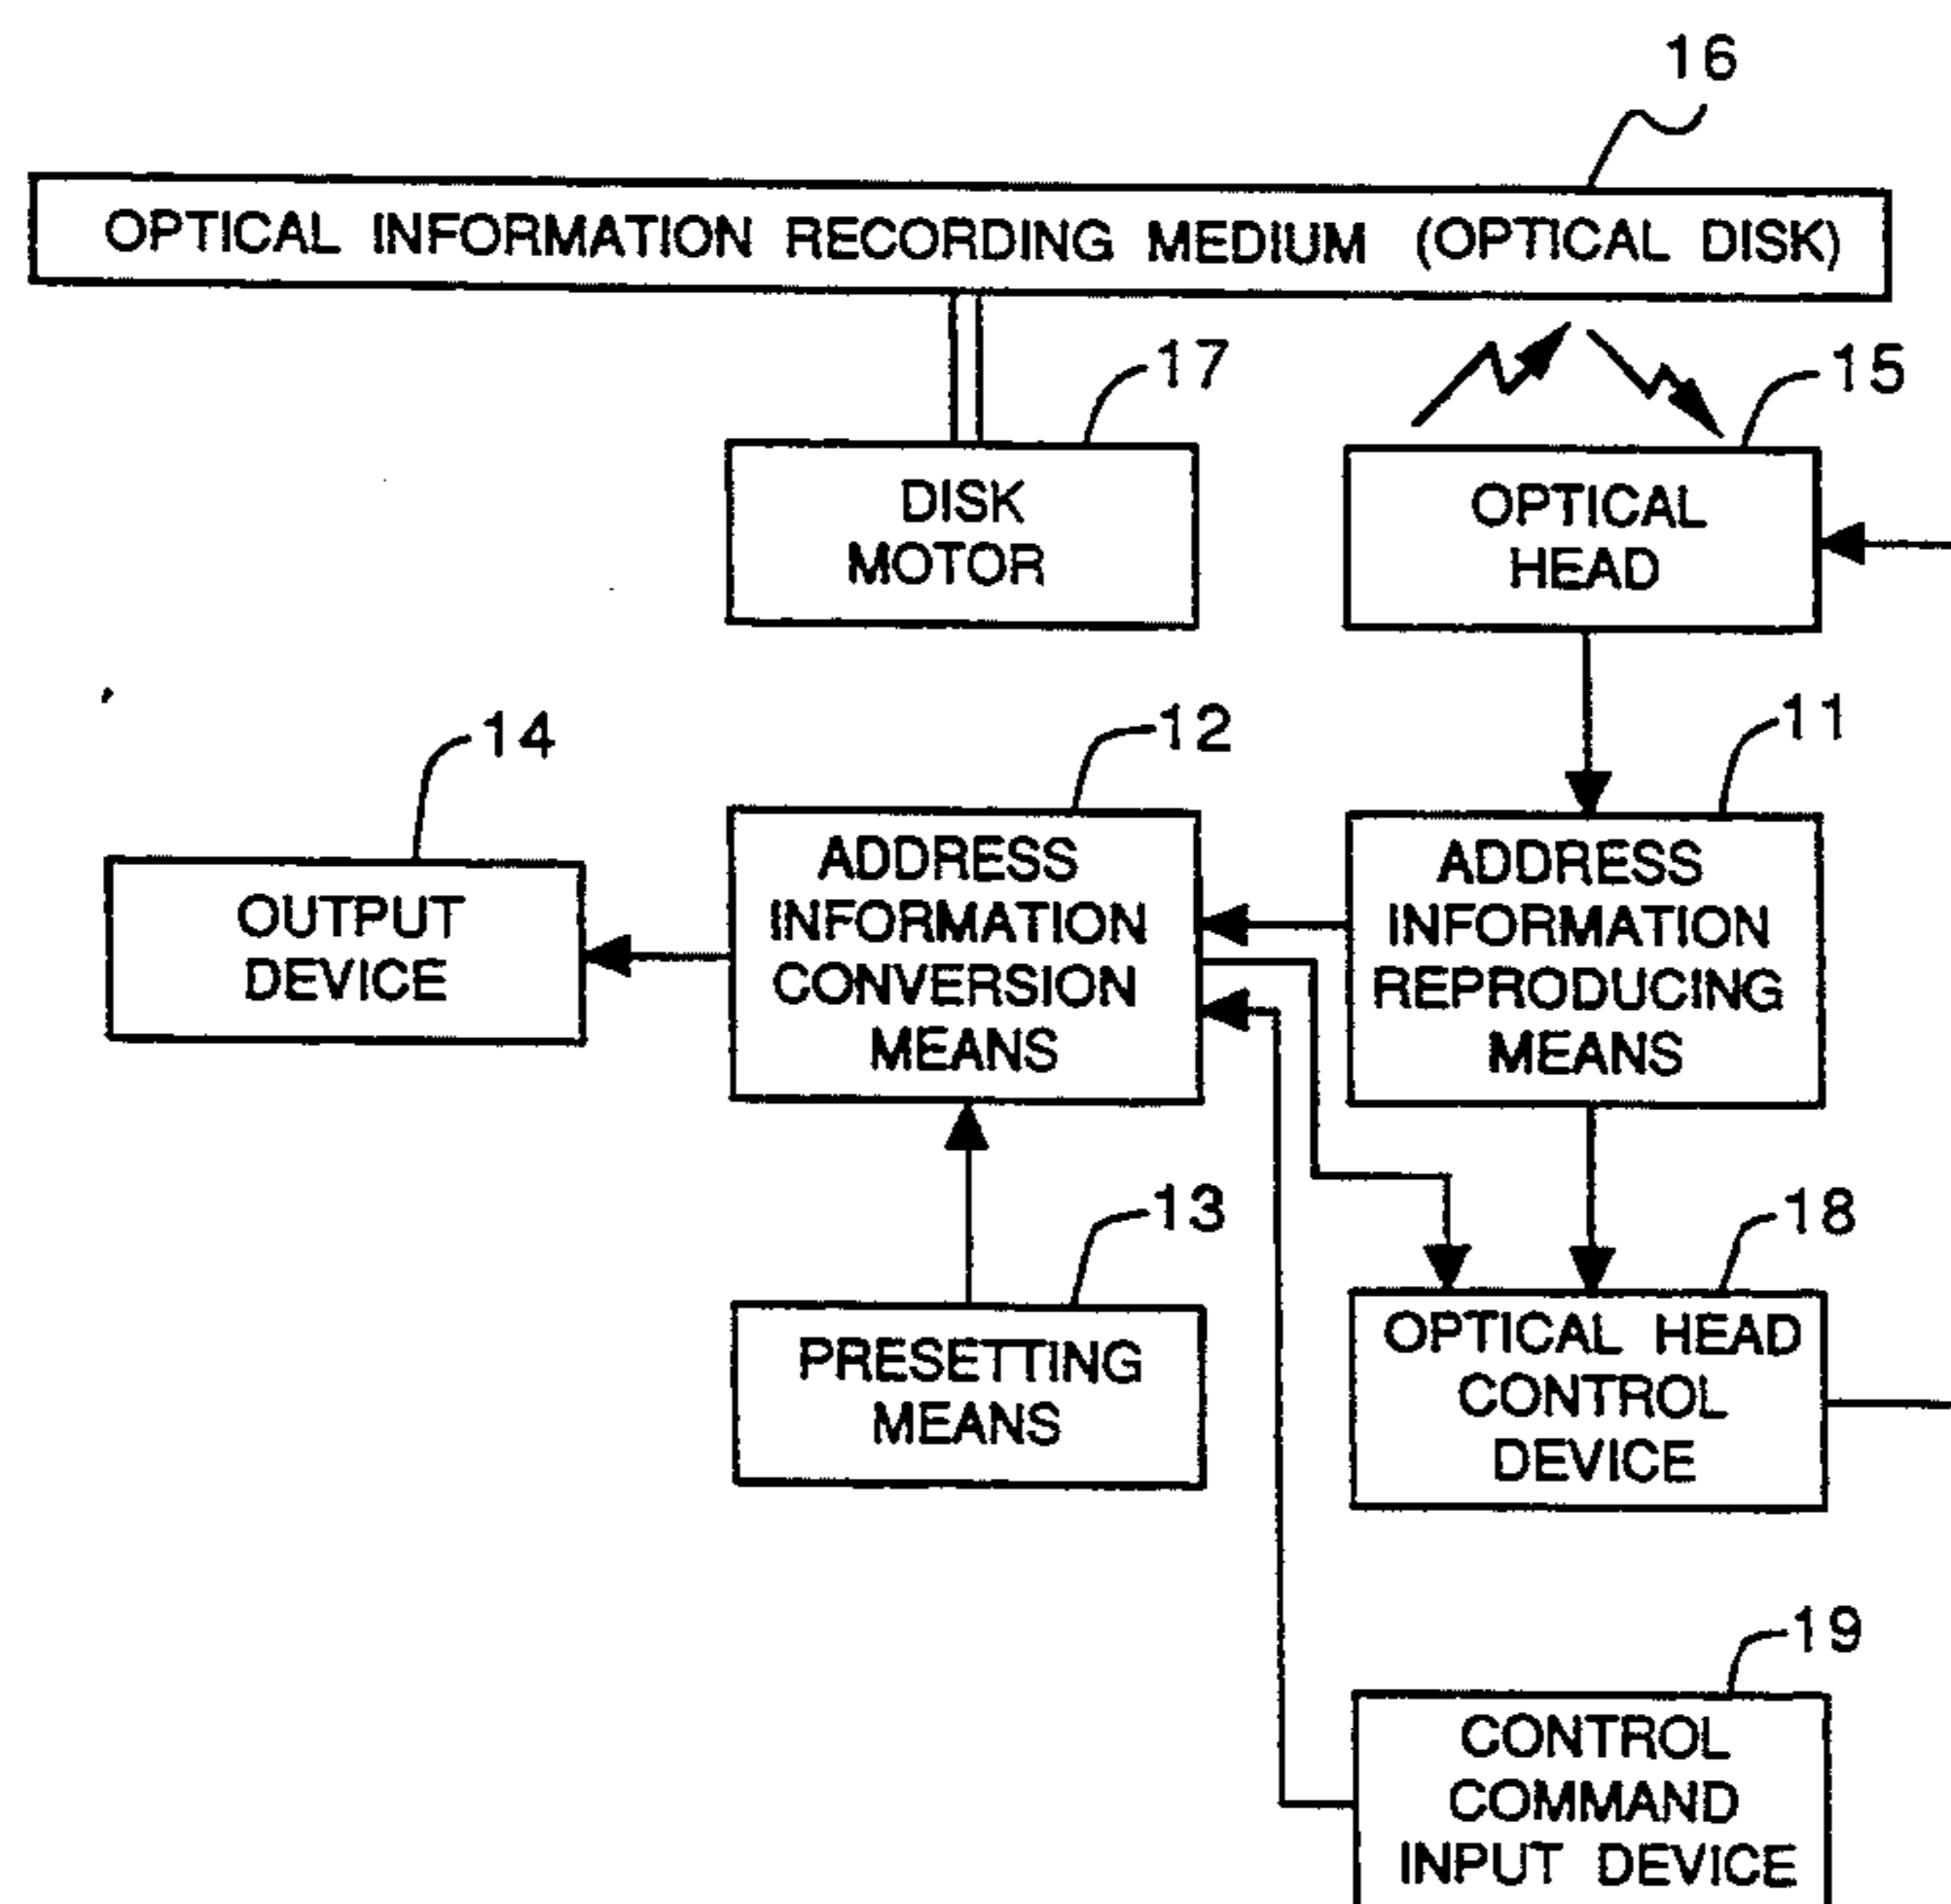 16
OPTICAL INFORMATION RECORDING MEDIUM (OPTICAL DISK)
17
15
DISK
MOTOR
OPTICAL
HEAD
14
12
11
OUTPUT
DEVICE
ADDRESS
INFORMATION
CONVERSION
MEANS
ADDRESS
INFORMATION
REPRODUCING
MEANS
13
18
PRESETTING
MEANS
OPTICAL HEAD
CONTROL
DEVICE
19
CONTROL
COMMAND
INPUT DEVICE